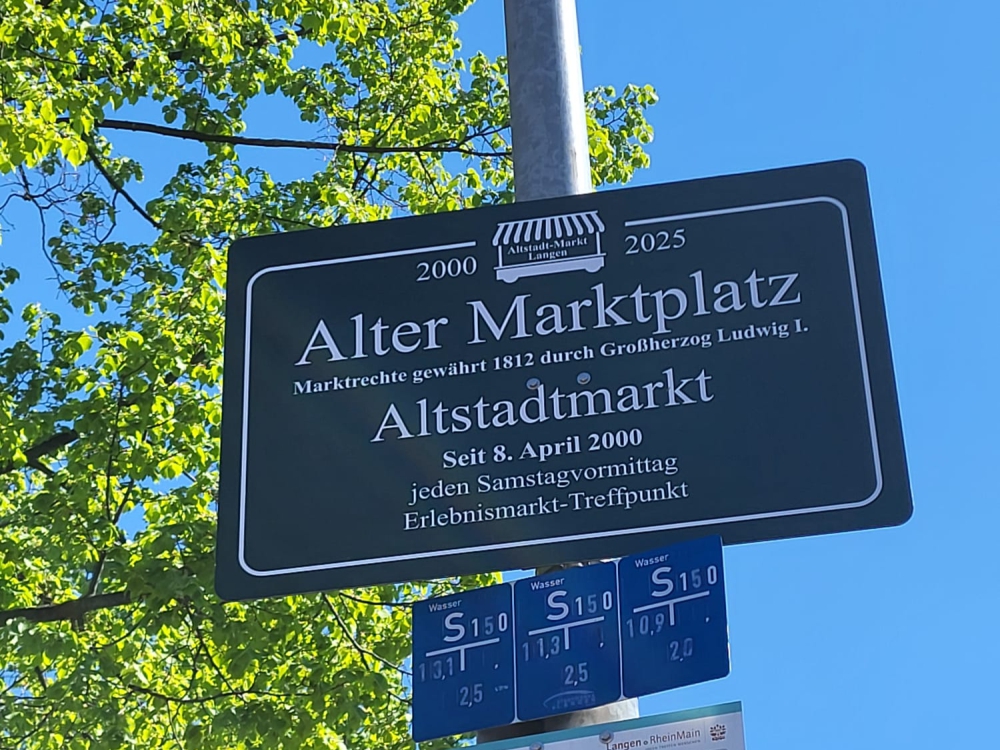 2000
Altstadt-Markt
Langen
2025
Alter Marktplatz
Marktrechte gewährt 1812 durch Großherzog Ludwig I.
Altstadtmarkt
Seit 8. April 2000
jeden Samstagvormittag
Erlebnismarkt-Treffpunkt
Wasser
S 150
13,1
2,5
Wasser
S 150
11,3
2,5
Wasser
S 150
10,9
2,0
Langen RheinMain